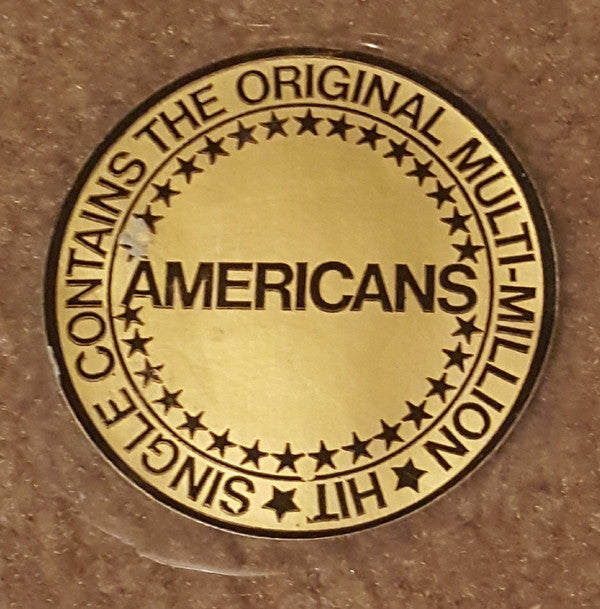 SINGLE CONTAINS THE ORIGINAL MULTI-MILLION ★ HIT ★
AMERICANS